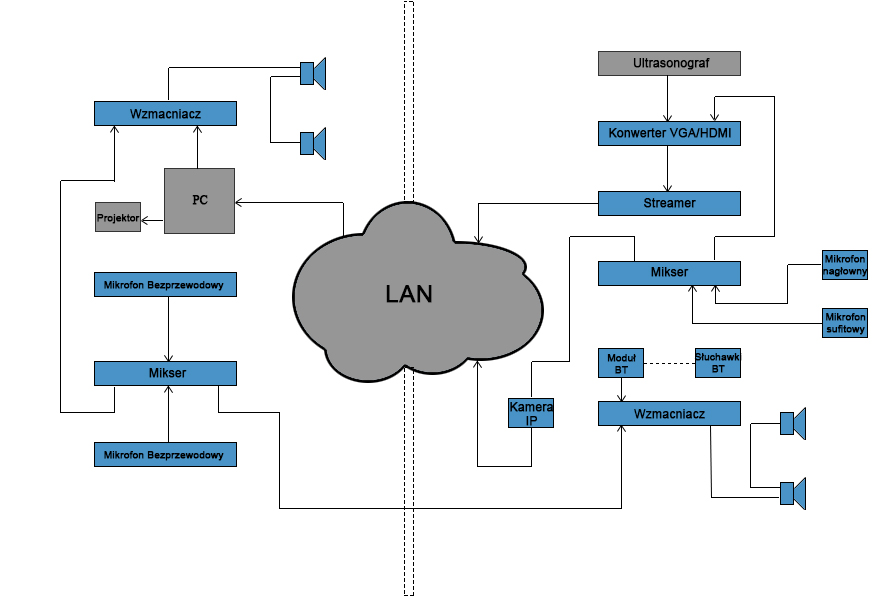 Ultrasonograf
Wzmacniacz
Konwerter VGA/HDMI
PC
Projektor
Streamer
Mikrofon Bezprzewodowy
LAN
Mikser
Mikrofon
nagłowny
Mikrofon
sufitowy
Mikser
Moduł
BT
Słuchawki
BT
Kamera
IP
Wzmacniacz
Mikrofon Bezprzewodowy